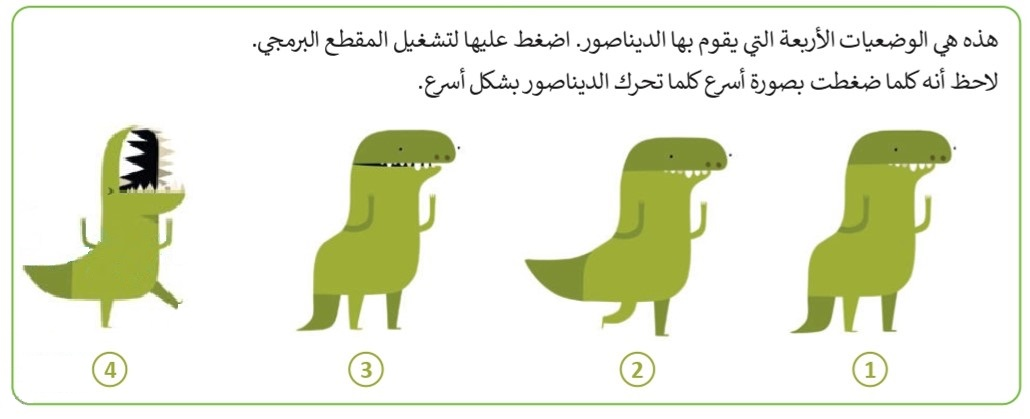 هذه هي الوضعيات الأربعة التي يقوم بها الديناصور. اضغط عليها لتشغيل المقطع البرمجي.
لاحظ أنه كلما ضغطت بصورة أسرع كلما تحرك الديناصور بشكل أسرع.
1 2 3 4